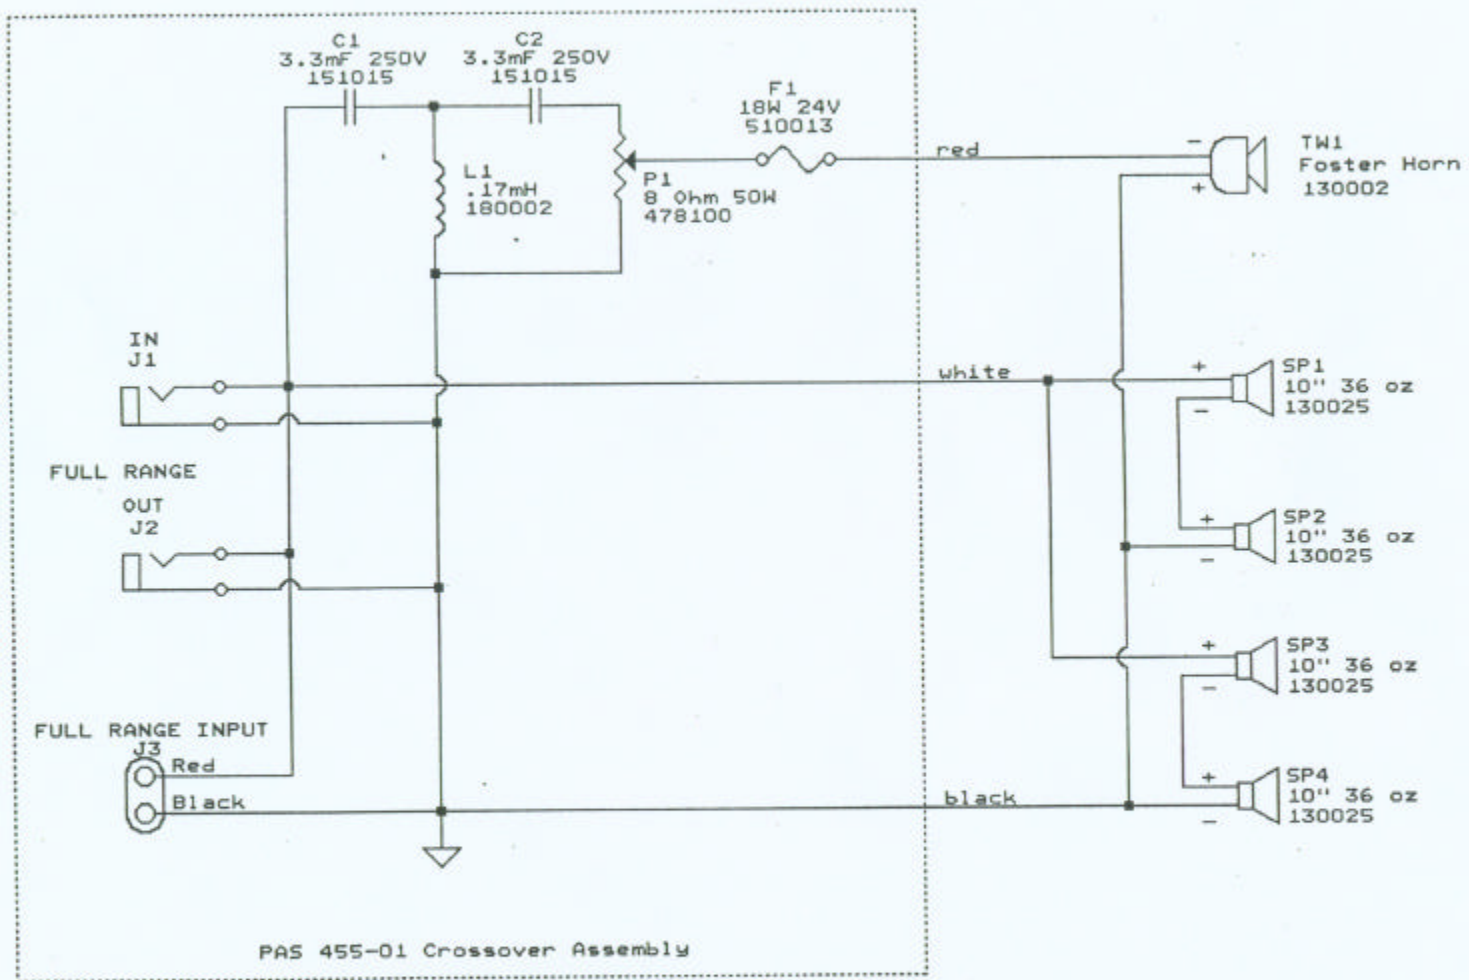 C1
3.3mF 250V
151015
C2
3.3mF 250V
151015
F1
18W 24V
510013
red
-
+
TW1
Foster Horn
130002
L1
.17mH
180002
P1
8 Ohm 50W
478100
IN
J1
white
+
-
SP1
10" 36 oz
130025
FULL RANGE
OUT
J2
+
-
SP2
10" 36 oz
130025
+
-
SP3
10" 36 oz
130025
FULL RANGE INPUT
J3
Red
Black
black
+
-
SP4
10" 36 oz
130025
PAS 455-01 Crossover Assembly